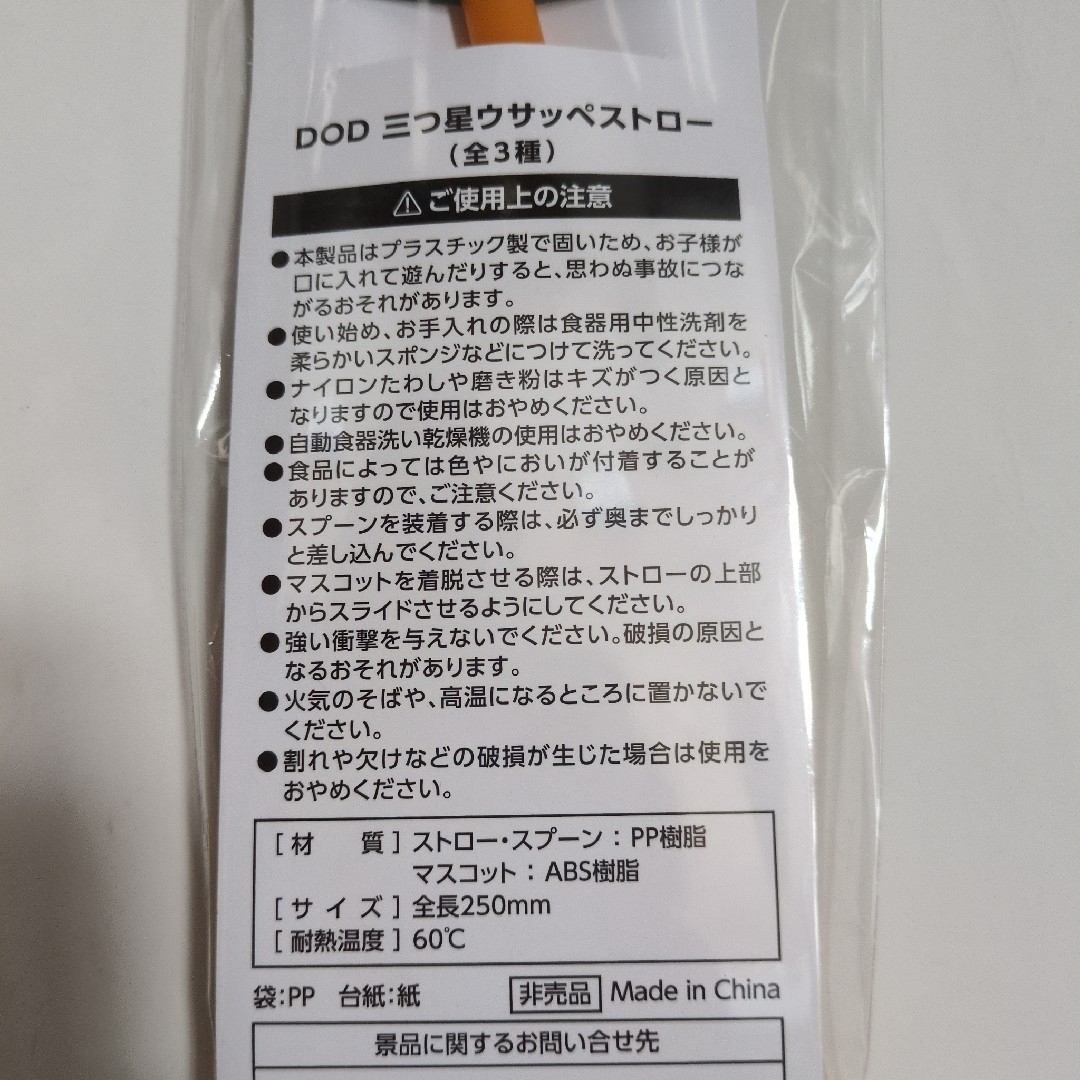 DOD 三つ星ウサッペストロー
(全3種)
⚠ご使用上の注意
●本製品はプラスチック製で固いため、お子様が
口に入れて遊んだりすると、思わぬ事故につな
がるおそれがあります。
●使い始め、お手入れの際は食器用中性洗剤を
柔らかいスポンジなどにつけて洗ってください。
●ナイロンたわしや磨き粉はキズがつく原因と
なりますので使用はおやめください。
●自動食器洗い乾燥機の使用はおやめください。
●食品によっては色やにおいが付着することが
ありますので、ご注意ください。
●スプーンを装着する際は、必ず奥までしっかり
と差し込んでください。
●マスコットを着脱させる際は、ストローの上部
からスライドさせるようにしてください。
●強い衝撃を与えないでください。破損の原因と
なるおそれがあります。
●火気のそばや、高温になるところに置かないで
ください。
●割れや欠けなどの破損が生じた場合は使用を
おやめください。
[材 質]ストロー・スプーン:PP樹脂
マスコット:ABS樹脂
[サイズ]全長250mm
[耐熱温度]60℃
袋:PP 台紙:紙 非売品 Made in China
景品に関するお問い合せ先